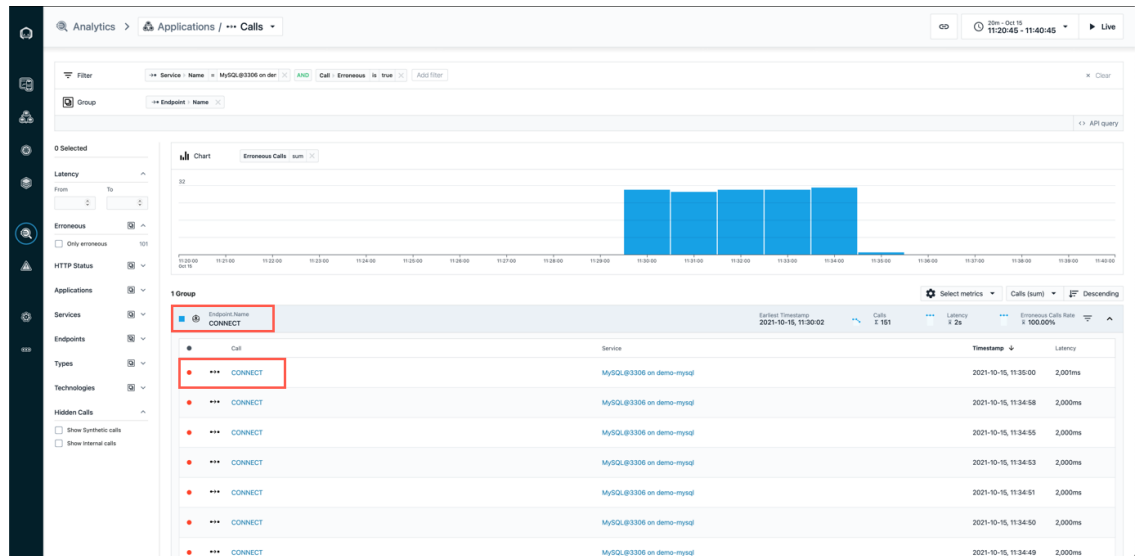 Analytics > Applications / Calls
20m - Oct 15
11:20:45 - 11:40:45
Live
Filter
Service › Name = MySQL@3306 on der
AND
Call › Erroneous is true
Add filter
Clear
Group
Endpoint › Name
API query
0 Selected
Latency
From To
Erroneous
Only erroneous 101
HTTP Status
Applications
Services
Endpoints
Types
Technologies
Hidden Calls
Show Synthetic calls
Show Internal calls
Chart
Erroneous Calls sum
32
11:20:00 11:21:00 11:22:00 11:23:00 11:24:00 11:25:00 11:26:00 11:27:00 11:28:00 11:29:00 11:30:00 11:31:00 11:32:00 11:33:00 11:34:00 11:35:00 11:36:00 11:37:00 11:38:00 11:39:00 11:40:00
Oct 15
1 Group
Select metrics Calls (sum) Descending
Endpoint.Name
CONNECT
Earliest Timestamp
2021-10-15, 11:30:02
Calls
Σ 151
Latency
2s
Erroneous Calls Rate
100.00%
Call Service Timestamp Latency
CONNECT MySQL@3306 on demo-mysql 2021-10-15, 11:35:00 2,001ms
CONNECT MySQL@3306 on demo-mysql 2021-10-15, 11:34:58 2,000ms
CONNECT MySQL@3306 on demo-mysql 2021-10-15, 11:34:55 2,000ms
CONNECT MySQL@3306 on demo-mysql 2021-10-15, 11:34:53 2,000ms
CONNECT MySQL@3306 on demo-mysql 2021-10-15, 11:34:51 2,000ms
CONNECT MySQL@3306 on demo-mysql 2021-10-15, 11:34:50 2,000ms
CONNECT MySQL@3306 on demo-mysql 2021-10-15, 11:34:49 2,000ms